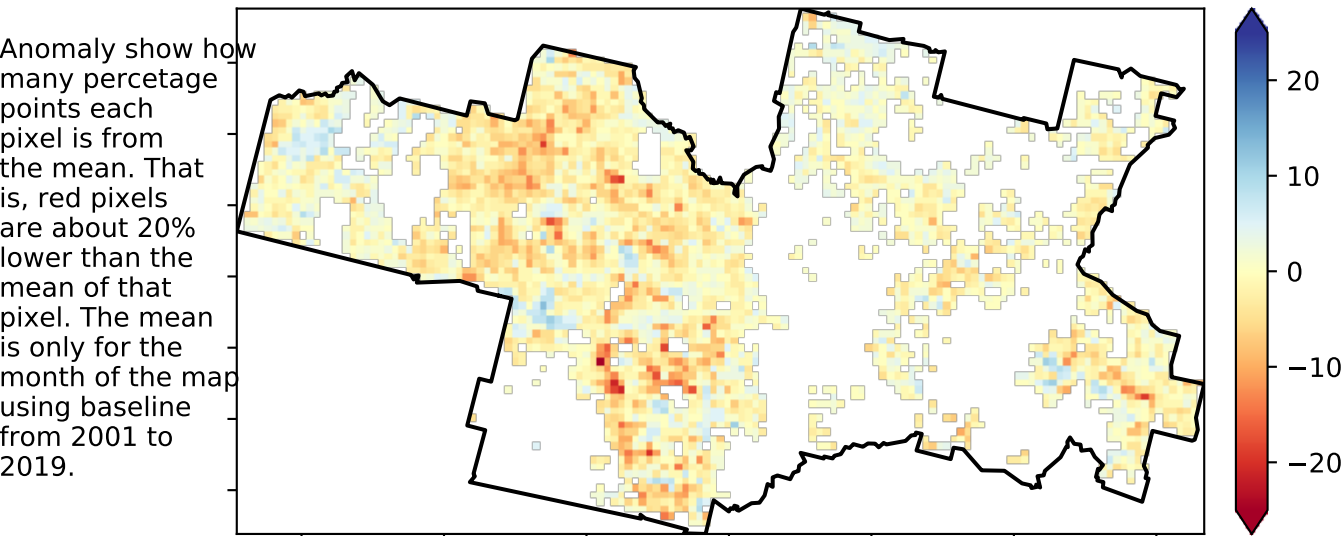 Anomaly show how
many percetage
points each
pixel is from
the mean. That
is, red pixels
are about 20%
lower than the
mean of that
pixel. The mean
is only for the
month of the map
using baseline
from 2001 to
2019.
20
10
0
−10
−20